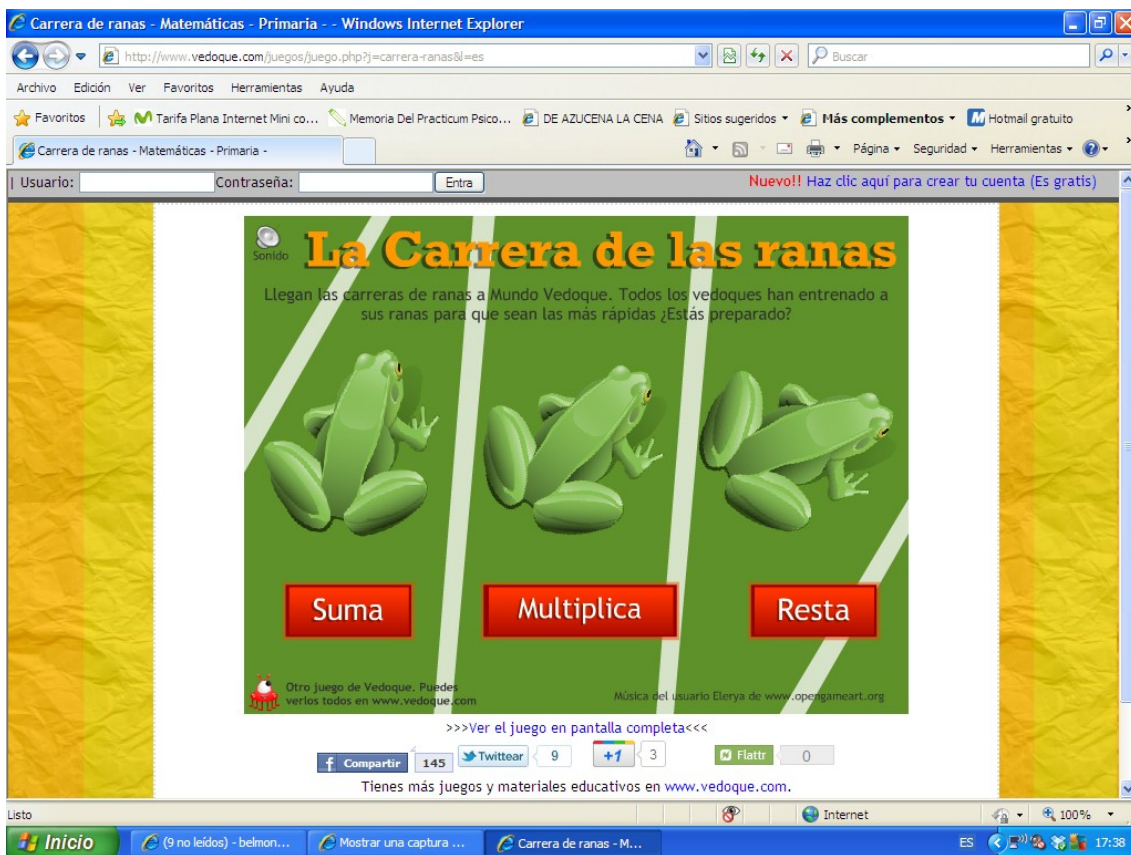 Carrera de ranas - Matemáticas - Primaria - - Windows Internet Explorer
http://www.vedoque.com/juegos/juego.php?j=carrera-ranas&l=es
Buscar
Archivo Edición Ver Favoritos Herramientas Ayuda
Favoritos Tarifa Plana Internet Mini co... Memoria Del Practicum Psico... DE AZUCENA LA CENA Sitios sugeridos Más complementos Hotmail gratuito
Carrera de ranas - Matemáticas - Primaria - Página Seguridad Herramientas
| Usuario: Contraseña: Entra Nuevo!! Haz clic aquí para crear tu cuenta (Es gratis)
Sonido
La Carrera de las ranas
Llegan las carreras de ranas a Mundo Vedoque. Todos los vedoques han entrenado a
sus ranas para que sean las más rápidas ¿Estás preparado?
Suma Multiplica Resta
Otro juego de Vedoque. Puedes
verlos todos en www.vedoque.com
Música del usuario Elerya de www.opengameart.org
>>>Ver el juego en pantalla completa<<<
f Compartir 145 Twittear 9 +1 3 Flattr 0
Tienes más juegos y materiales educativos en www.vedoque.com.
Listo Internet 100%
Inicio (9 no leídos) - belmon... Mostrar una captura ... Carrera de ranas - M... ES 17:38